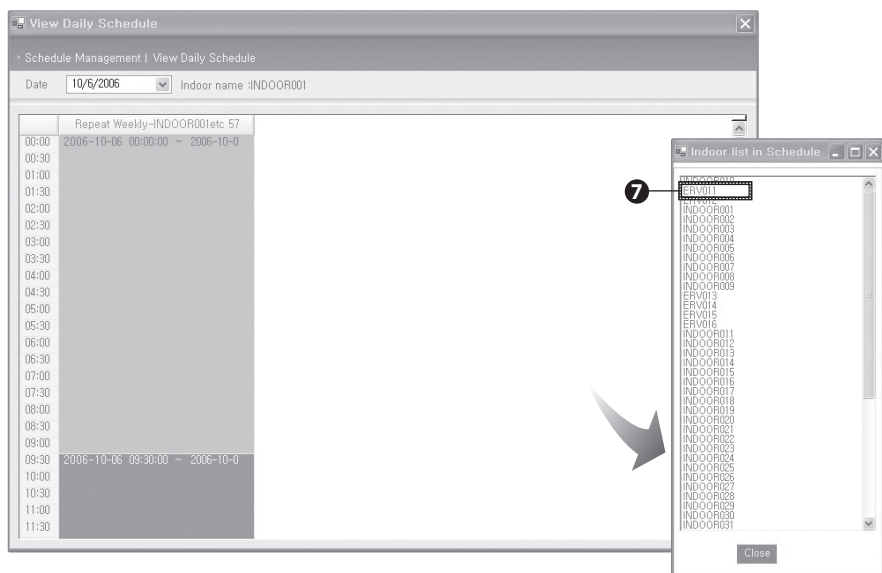 View Daily Schedule
Schedule Management | View Daily Schedule
Date 10/6/2006 Indoor name :INDOOR001
Repeat Weekly-INDOOR001etc 57
00:00 2006-10-06 00:00:00 ~ 2006-10-0
00:30
01:00
01:30
02:00
02:30
03:00
03:30
04:00
04:30
05:00
05:30
06:00
06:30
07:00
07:30
08:00
08:30
09:00
09:30 2006-10-06 09:30:00 ~ 2006-10-0
10:00
10:30
11:00
11:30
Indoor list in Schedule
7
INDOOR010
ERV011
ERV012
INDOOR001
INDOOR002
INDOOR003
INDOOR004
INDOOR005
INDOOR006
INDOOR007
INDOOR008
INDOOR009
ERV013
ERV014
ERV015
ERV016
INDOOR011
INDOOR012
INDOOR013
INDOOR014
INDOOR015
INDOOR016
INDOOR017
INDOOR018
INDOOR019
INDOOR020
INDOOR021
INDOOR022
INDOOR023
INDOOR024
INDOOR025
INDOOR026
INDOOR027
INDOOR028
INDOOR029
INDOOR030
INDOOR031
Close